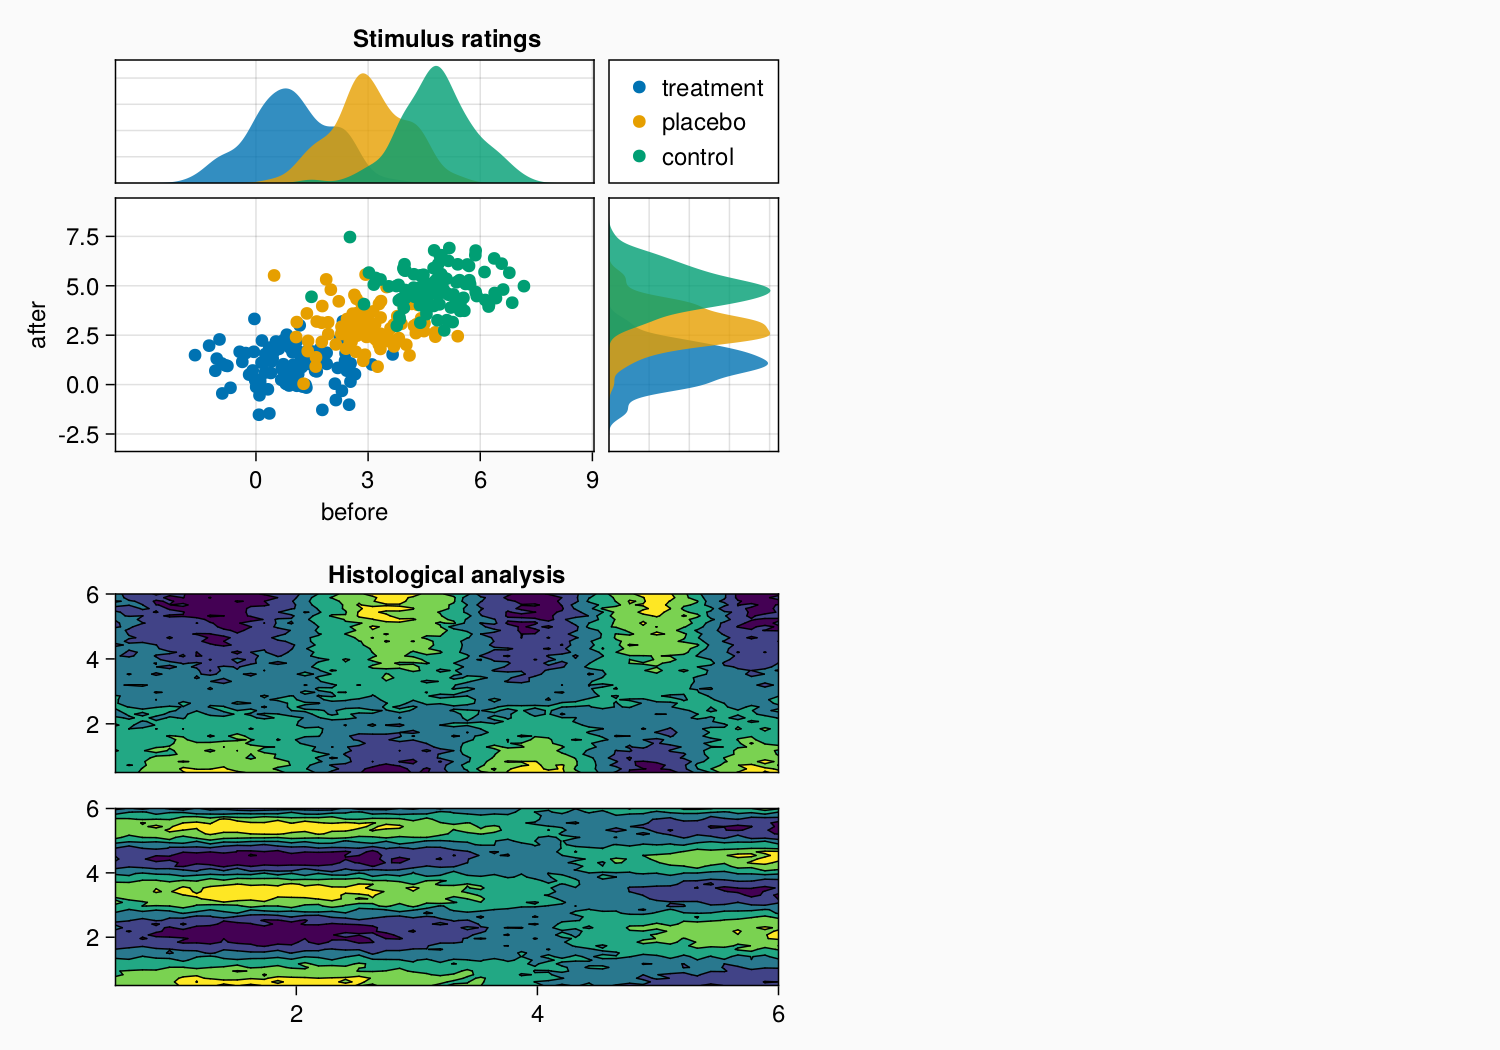 Stimulus ratings
treatment
placebo
control
7.5
5.0
2.5
0.0
-2.5
after
0 3 6 9
before
Histological analysis
6
4
2
6
4
2
2 4 6